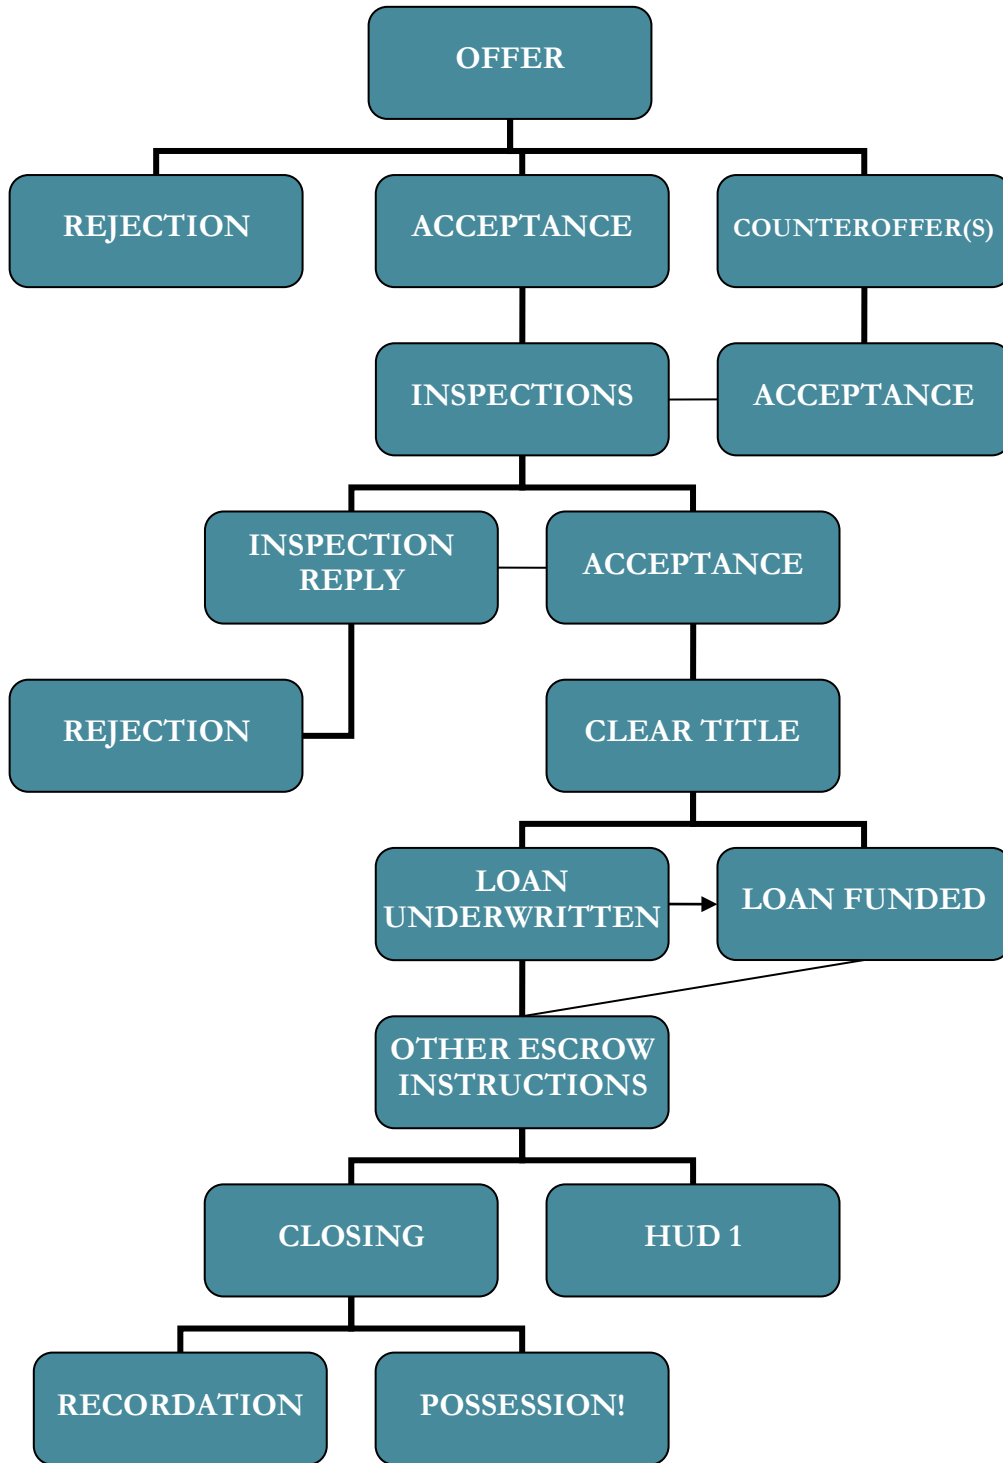 OFFER
REJECTION
ACCEPTANCE
COUNTEROFFER(S)
INSPECTIONS
ACCEPTANCE
INSPECTION
REPLY
ACCEPTANCE
REJECTION
CLEAR TITLE
LOAN
UNDERWRITTEN
LOAN FUNDED
OTHER ESCROW
INSTRUCTIONS
CLOSING
HUD 1
RECORDATION
POSSESSION!